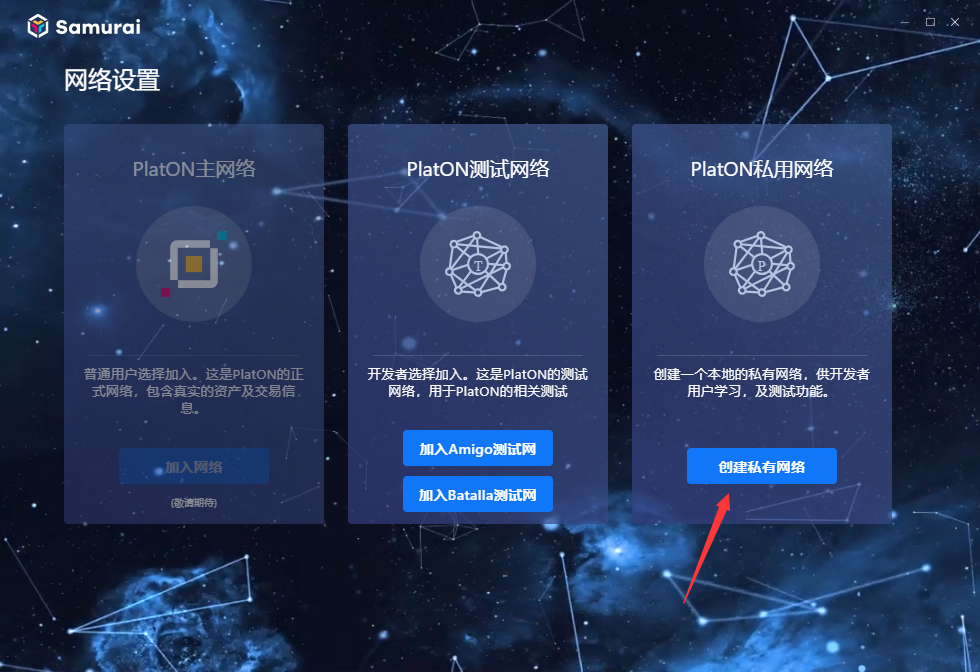 Samurai
网络设置
PlatON主网络
普通用户选择加入。这是PlatON的正
式网络，包含真实的资产及交易信
息。
加入网络
(敬请期待)
PlatON测试网络
T
开发者选择加入。这是PlatON的测试
网络，用于PlatON的相关测试
加入Amigo测试网
加入Batalla测试网
PlatON私用网络
P
创建一个本地的私有网络，供开发者
用户学习，及测试功能。
创建私有网络